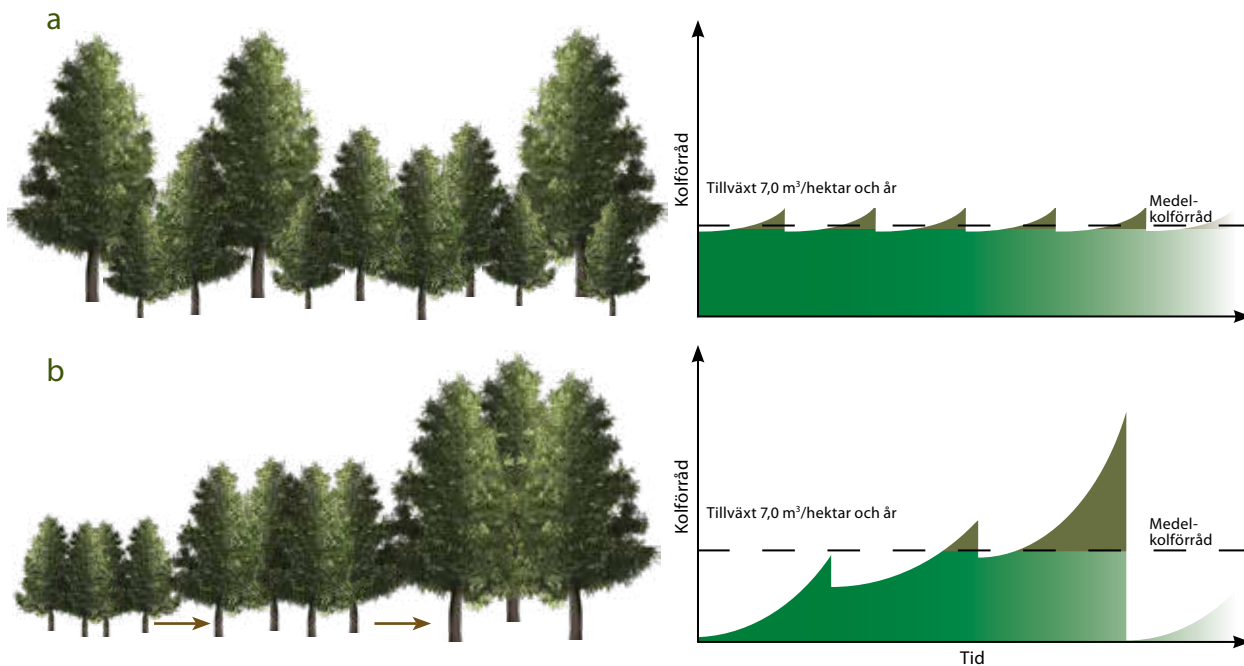 a
Kolförråd
Tillväxt 7,0 m³/hektar och år
Medel-
kolförråd
b
Kolförråd
Tillväxt 7,0 m³/hektar och år
Medel-
kolförråd
Tid